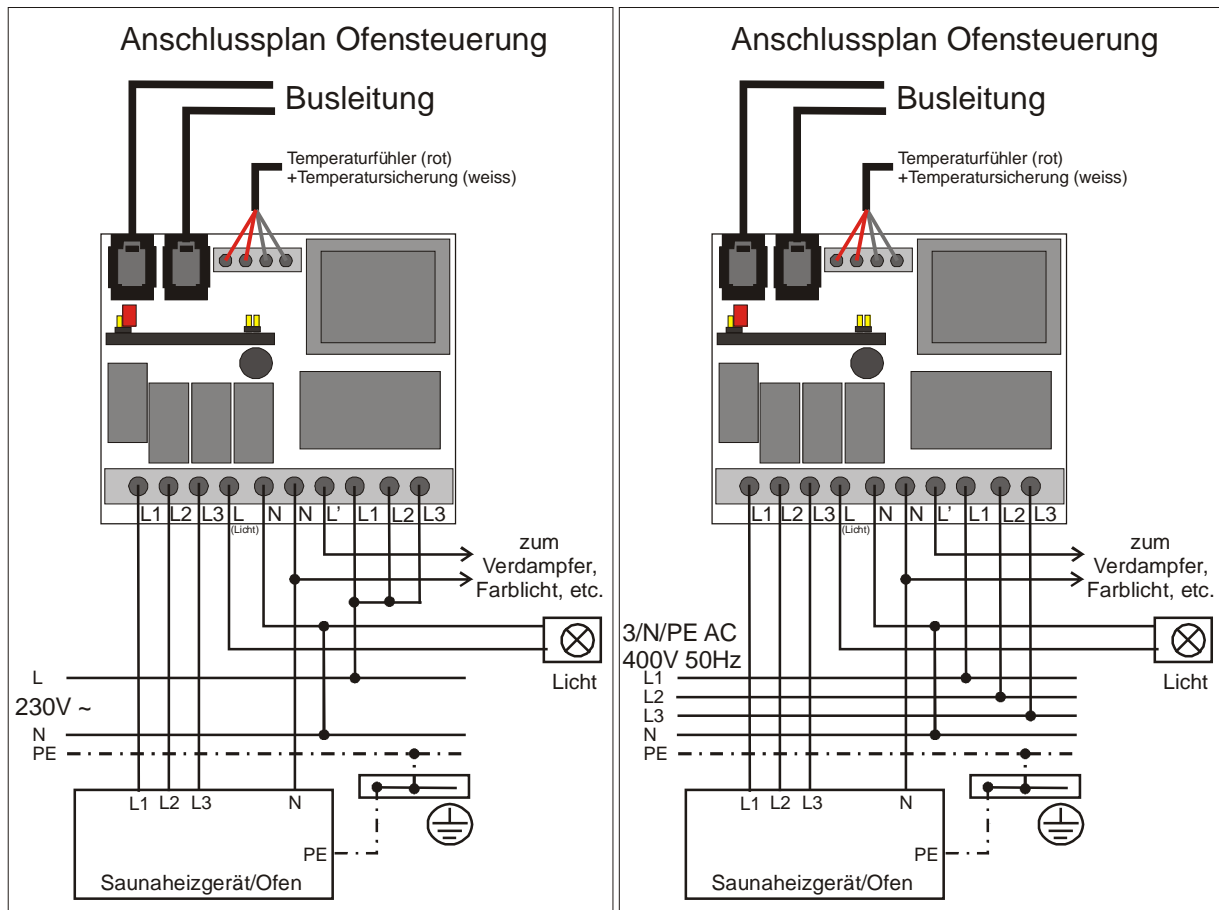 Anschlussplan Ofensteuerung
Busleitung
Temperaturfühler (rot)
+Temperatursicherung (weiss)
L1 L2 L3 L N N L' L1 L2 L3
(Licht)
zum
Verdampfer,
Farblicht, etc.
Licht
L
230V ~
N
PE
L1 L2 L3 N
PE
Saunaheizgerät/Ofen
Anschlussplan Ofensteuerung
Busleitung
Temperaturfühler (rot)
+Temperatursicherung (weiss)
L1 L2 L3 L N N L' L1 L2 L3
(Licht)
zum
Verdampfer,
Farblicht, etc.
3/N/PE AC
400V 50Hz
Licht
L1
L2
L3
N
PE
L1 L2 L3 N
PE
Saunaheizgerät/Ofen